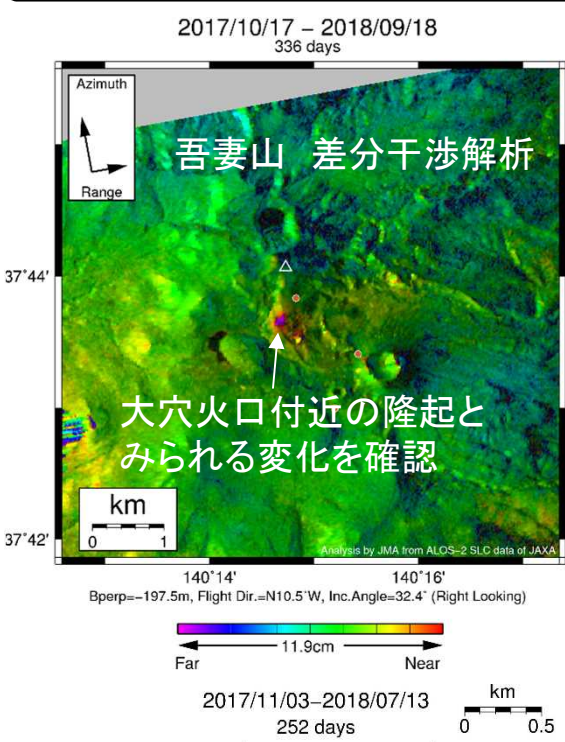 2017/10/17 – 2018/09/18
336 days
Azimuth
Range
吾妻山 差分干渉解析
37°44′
大穴火口付近の隆起と
みられる変化を確認
km
0 1
37°42′
Analysis by JMA from ALOS−2 SLC data of JAXA
140°14′ 140°16′
Bperp=−197.5m, Flight Dir.=N10.5°W, Inc.Angle=32.4° (Right Looking)
11.9cm
Far Near
2017/11/03−2018/07/13
252 days
km
0 0.5